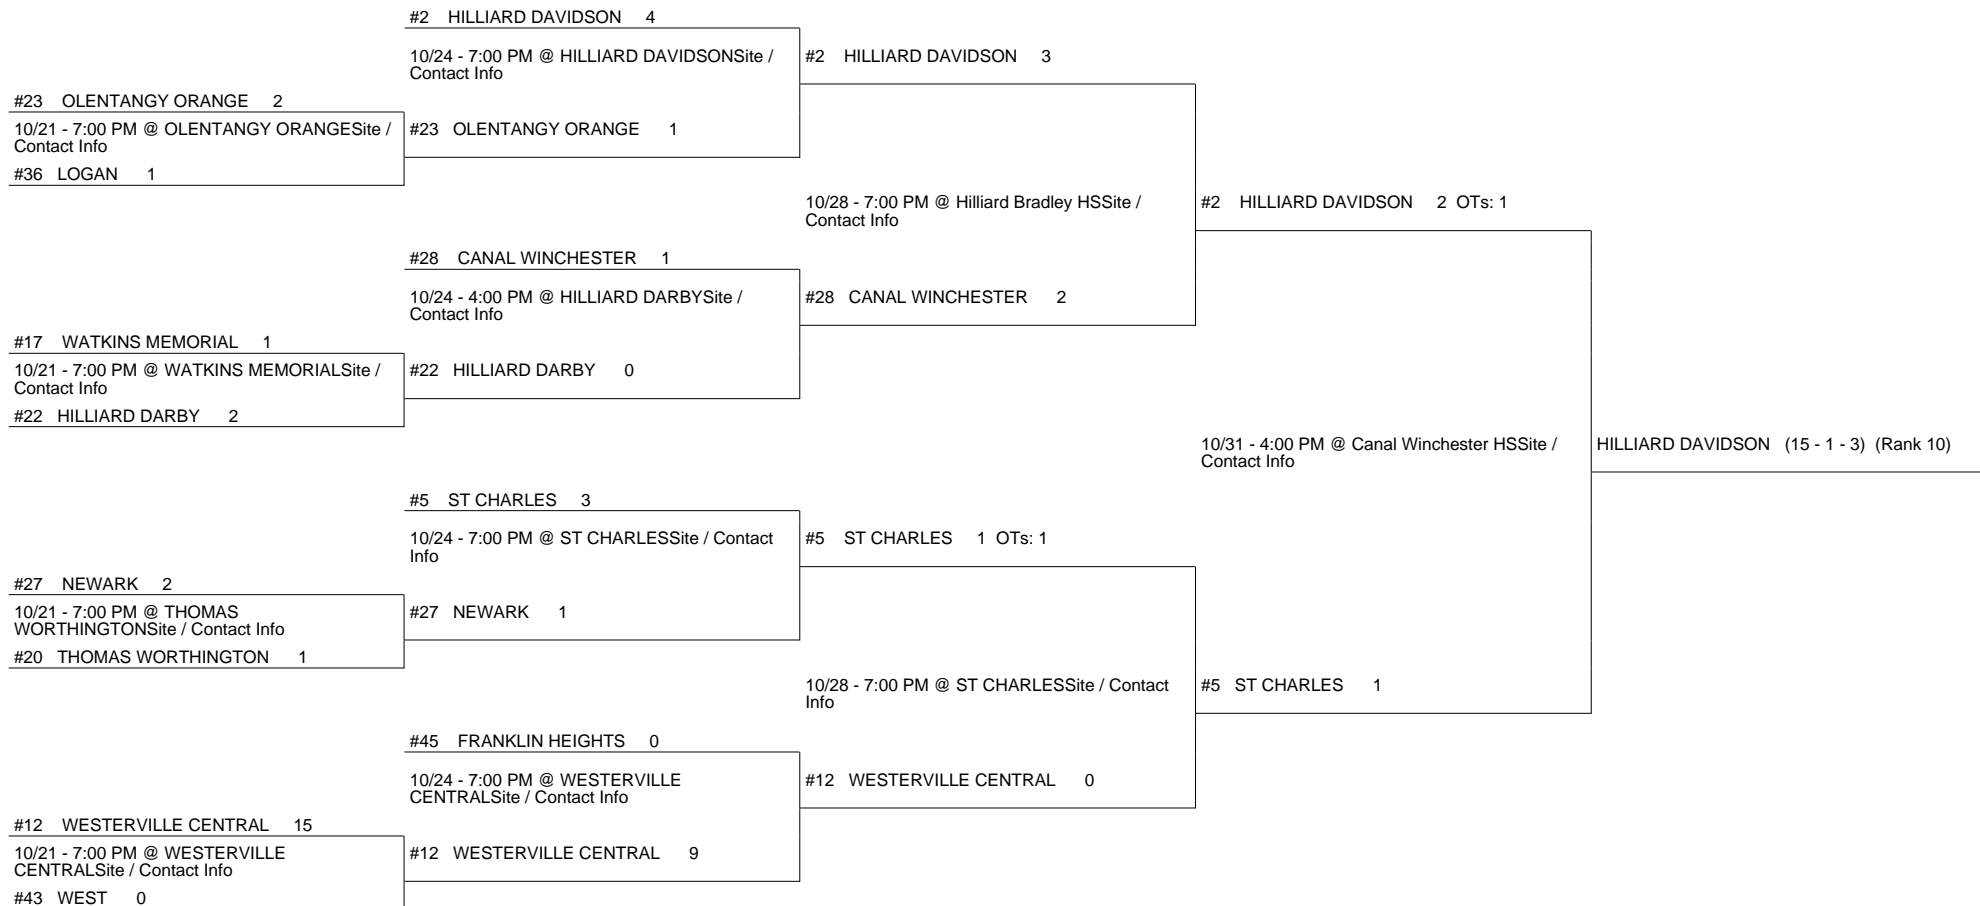 #2 HILLIARD DAVIDSON 4
10/24 - 7:00 PM @ HILLIARD DAVIDSONSite /
Contact Info
#2 HILLIARD DAVIDSON 3
#23 OLENTANGY ORANGE 2
10/21 - 7:00 PM @ OLENTANGY ORANGESite /
Contact Info
#23 OLENTANGY ORANGE 1
#36 LOGAN 1
10/28 - 7:00 PM @ Hilliard Bradley HSSite /
Contact Info
#2 HILLIARD DAVIDSON 2 OTs: 1
#28 CANAL WINCHESTER 1
10/24 - 4:00 PM @ HILLIARD DARBYSite /
Contact Info
#28 CANAL WINCHESTER 2
#17 WATKINS MEMORIAL 1
10/21 - 7:00 PM @ WATKINS MEMORIALSite /
Contact Info
#22 HILLIARD DARBY 0
#22 HILLIARD DARBY 2
10/31 - 4:00 PM @ Canal Winchester HSSite /
Contact Info
HILLIARD DAVIDSON (15 - 1 - 3) (Rank 10)
#5 ST CHARLES 3
10/24 - 7:00 PM @ ST CHARLESSite / Contact
Info
#5 ST CHARLES 1 OTs: 1
#27 NEWARK 2
10/21 - 7:00 PM @ THOMAS
WORTHINGTONSite / Contact Info
#27 NEWARK 1
#20 THOMAS WORTHINGTON 1
10/28 - 7:00 PM @ ST CHARLESSite / Contact
Info
#5 ST CHARLES 1
#45 FRANKLIN HEIGHTS 0
10/24 - 7:00 PM @ WESTERVILLE
CENTRALSite / Contact Info
#12 WESTERVILLE CENTRAL 0
#12 WESTERVILLE CENTRAL 15
10/21 - 7:00 PM @ WESTERVILLE
CENTRALSite / Contact Info
#12 WESTERVILLE CENTRAL 9
#43 WEST 0